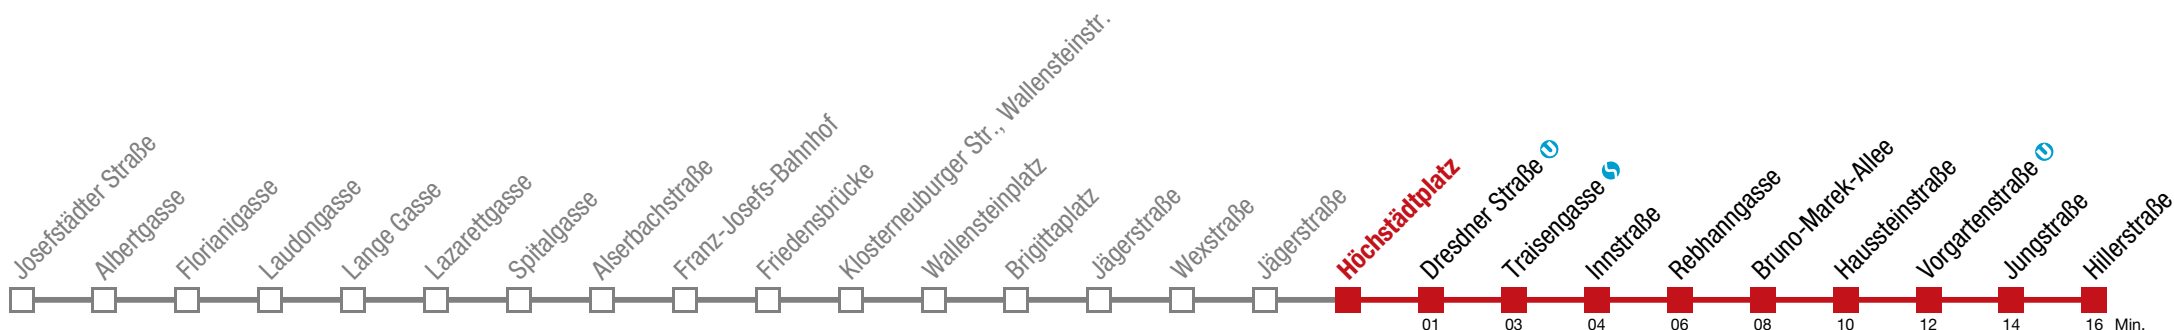 Josefstädter Straße
Albertgasse
Florianigasse
Laudongasse
Lange Gasse
Lazarettgasse
Spitalgasse
Alserbachstraße
Franz-Josefs-Bahnhof
Friedensbrücke
Klosterneuburger Str., Wallensteinstr.
Wallensteinplatz
Brigittaplatz
Jägerstraße
Wexstraße
Jägerstraße
Höchstädtplatz
Dresdner Straße U
Traisengasse S
Innstraße
Rebhanngasse
Bruno-Marek-Allee
Haussteinstraße
Vorgartenstraße U
Jungstraße
Hillerstraße
01 03 04 06 08 10 12 14 16 Min.